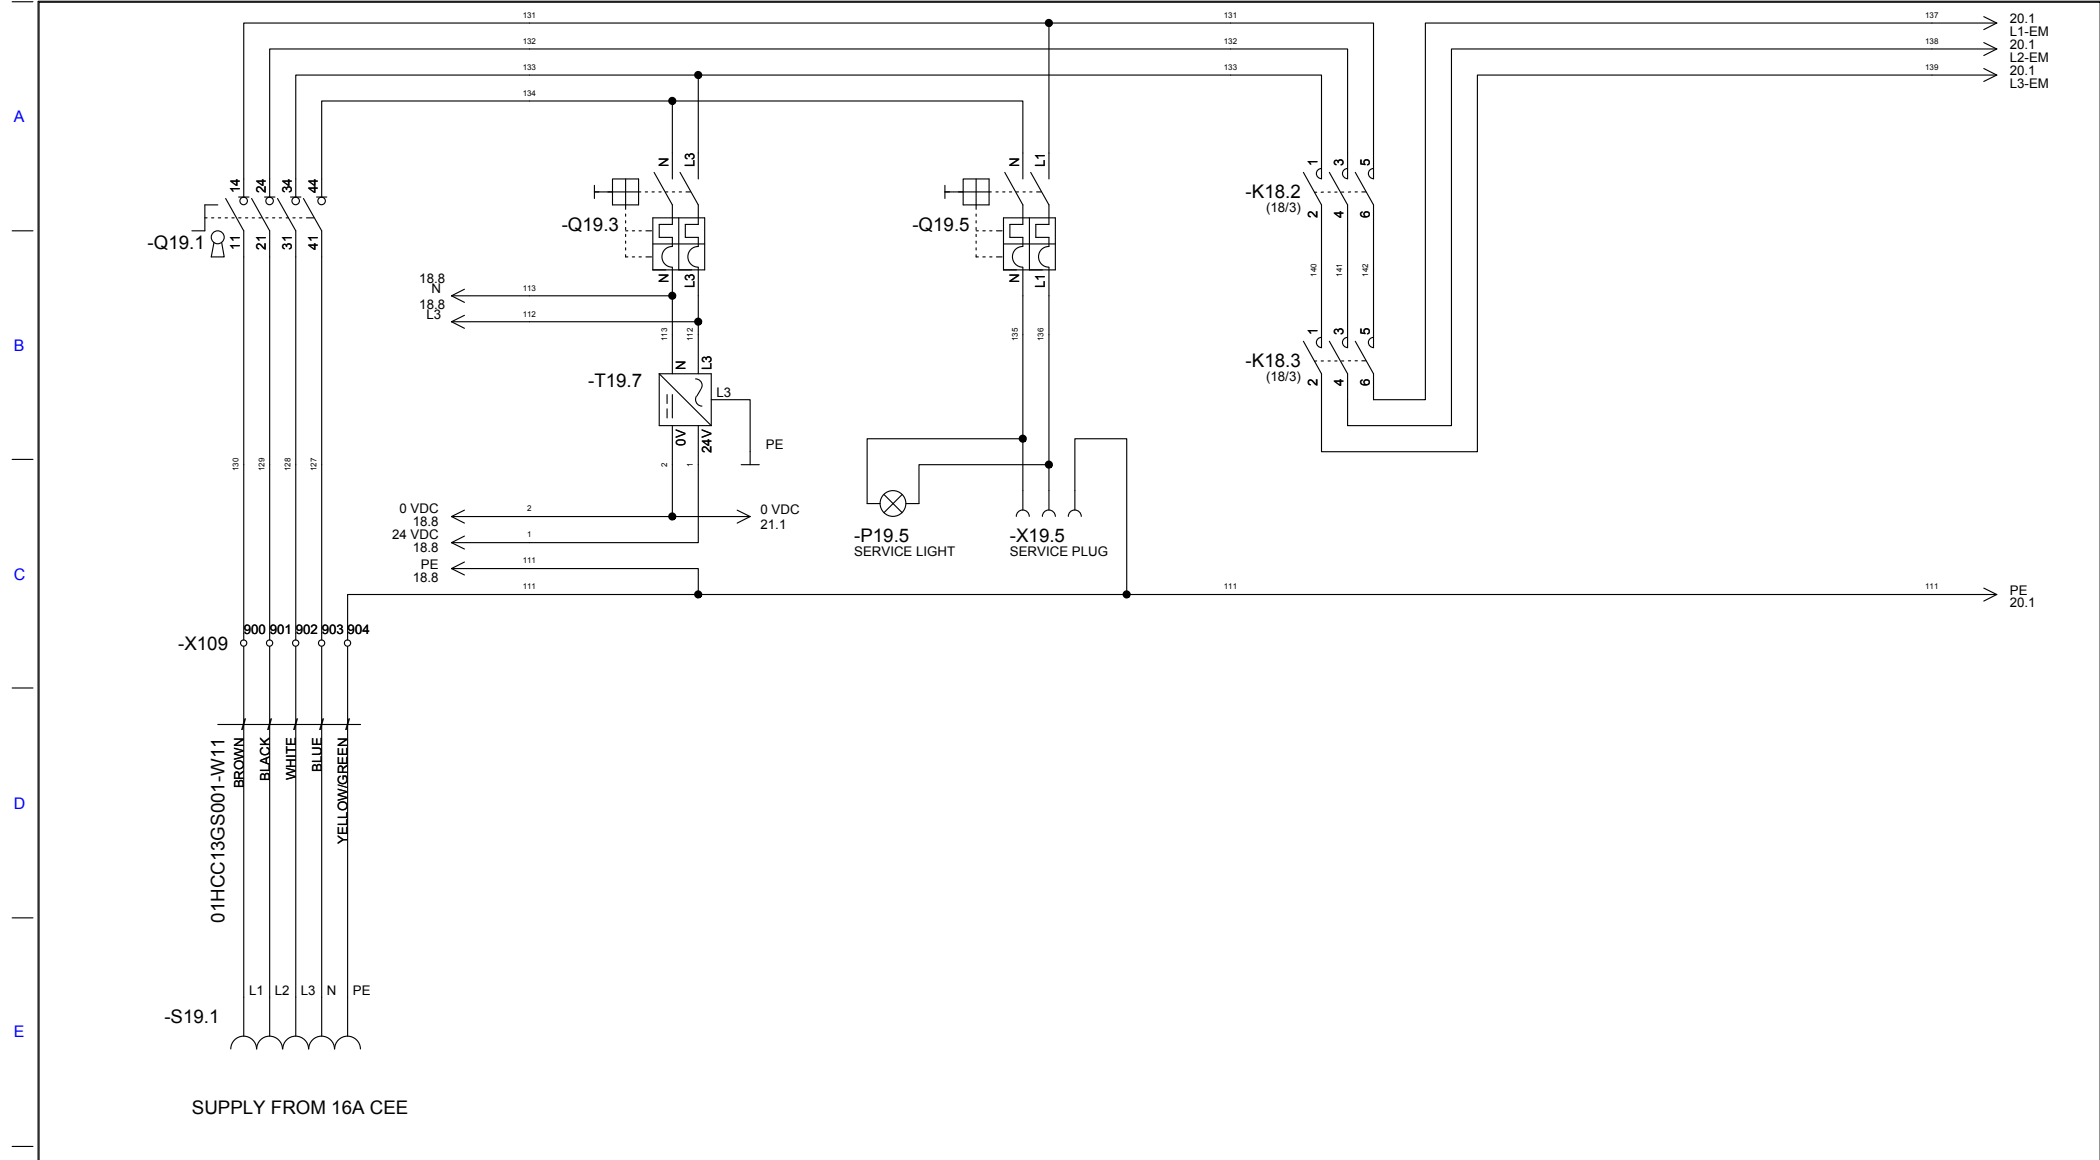 131
131
137
20.1
L1-EM
132
132
138
20.1
L2-EM
133
133
139
20.1
L3-EM
134
A
14
24
34
44
N
L3
N
L1
1
3
5
-K18.2
(18/3)
2
4
6
-Q19.1
11
21
31
41
-Q19.3
-Q19.5
N
L3
N
L1
140
141
142
18.8
N
113
18.8
L3
112
113
112
135
136
B
N
L3
1
3
5
-K18.3
(18/3)
2
4
6
-T19.7
L3
0V
24V
PE
130
129
128
127
2
1
0 VDC
18.8
2
0 VDC
21.1
24 VDC
18.8
1
-P19.5
SERVICE LIGHT
-X19.5
SERVICE PLUG
PE
18.8
111
C
111
111
111
PE
20.1
-X109
900
901
902
903
904
01HCC13GS001-W11
BROWN
BLACK
WHITE
BLUE
YELLOW/GREEN
D
L1
L2
L3
N
PE
-S19.1
E
SUPPLY FROM 16A CEE